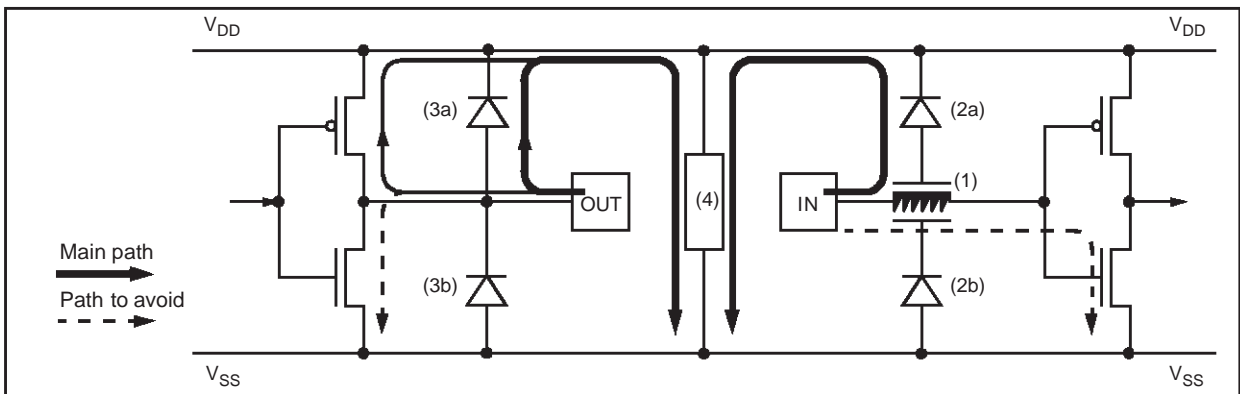 VDD VDD
(3a) (2a)
(1)
OUT (4) IN
Main path
(3b) (2b)
Path to avoid
VSS VSS